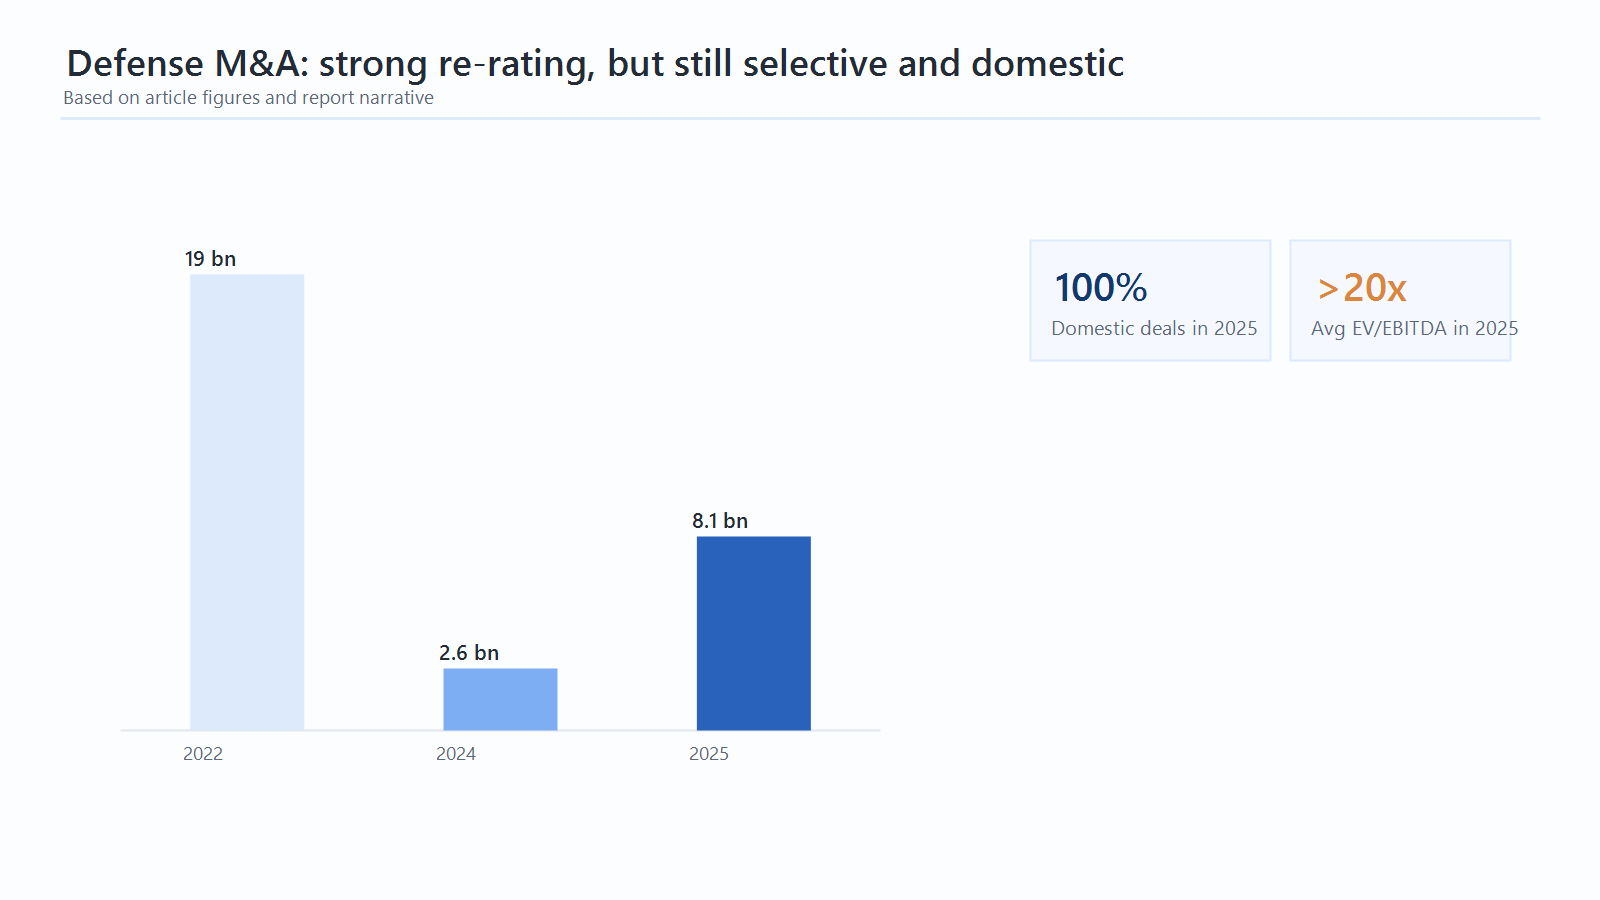 Defense M&A: strong re-rating, but still selective and domestic
Based on article figures and report narrative
19 bn
2.6 bn
8.1 bn
2022
2024
2025
100%
Domestic deals in 2025
>20x
Avg EV/EBITDA in 2025